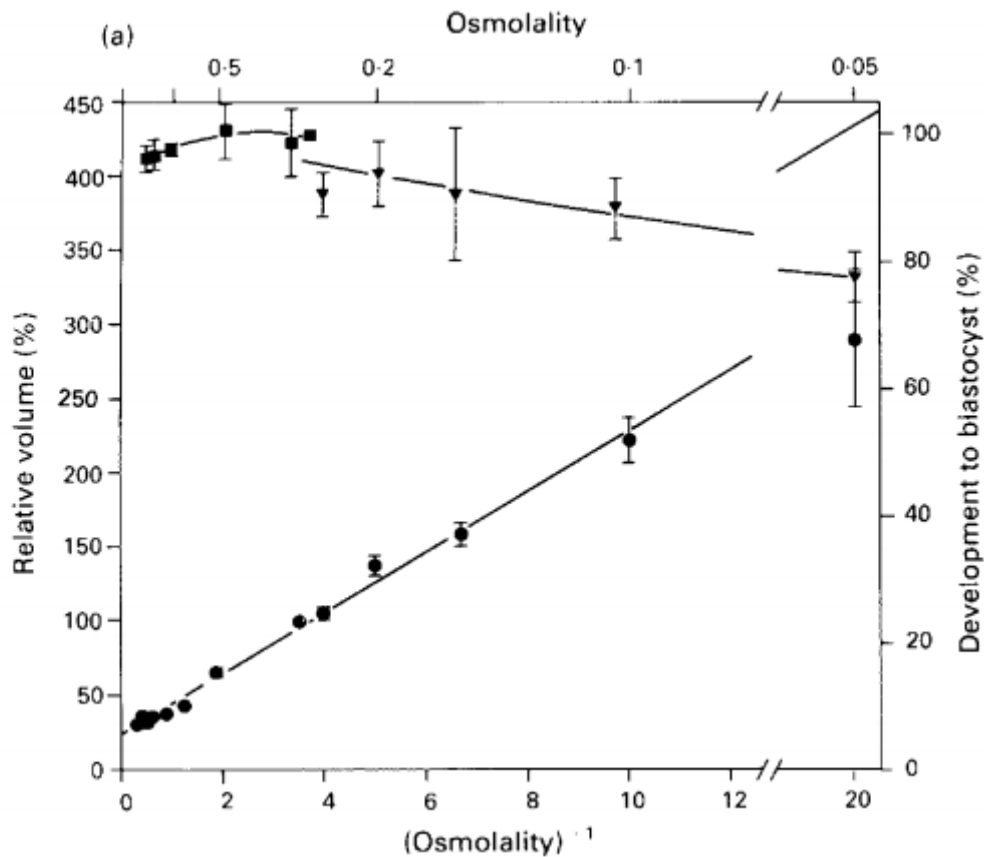 (a)
Osmolality
0·5 0·2 0·1 0·05
450
400
350
300
250
200
150
100
50
0
Relative volume (%)
100
80
60
40
20
0
Development to blastocyst (%)
0 2 4 6 8 10 12 20
(Osmolality) ⁻¹